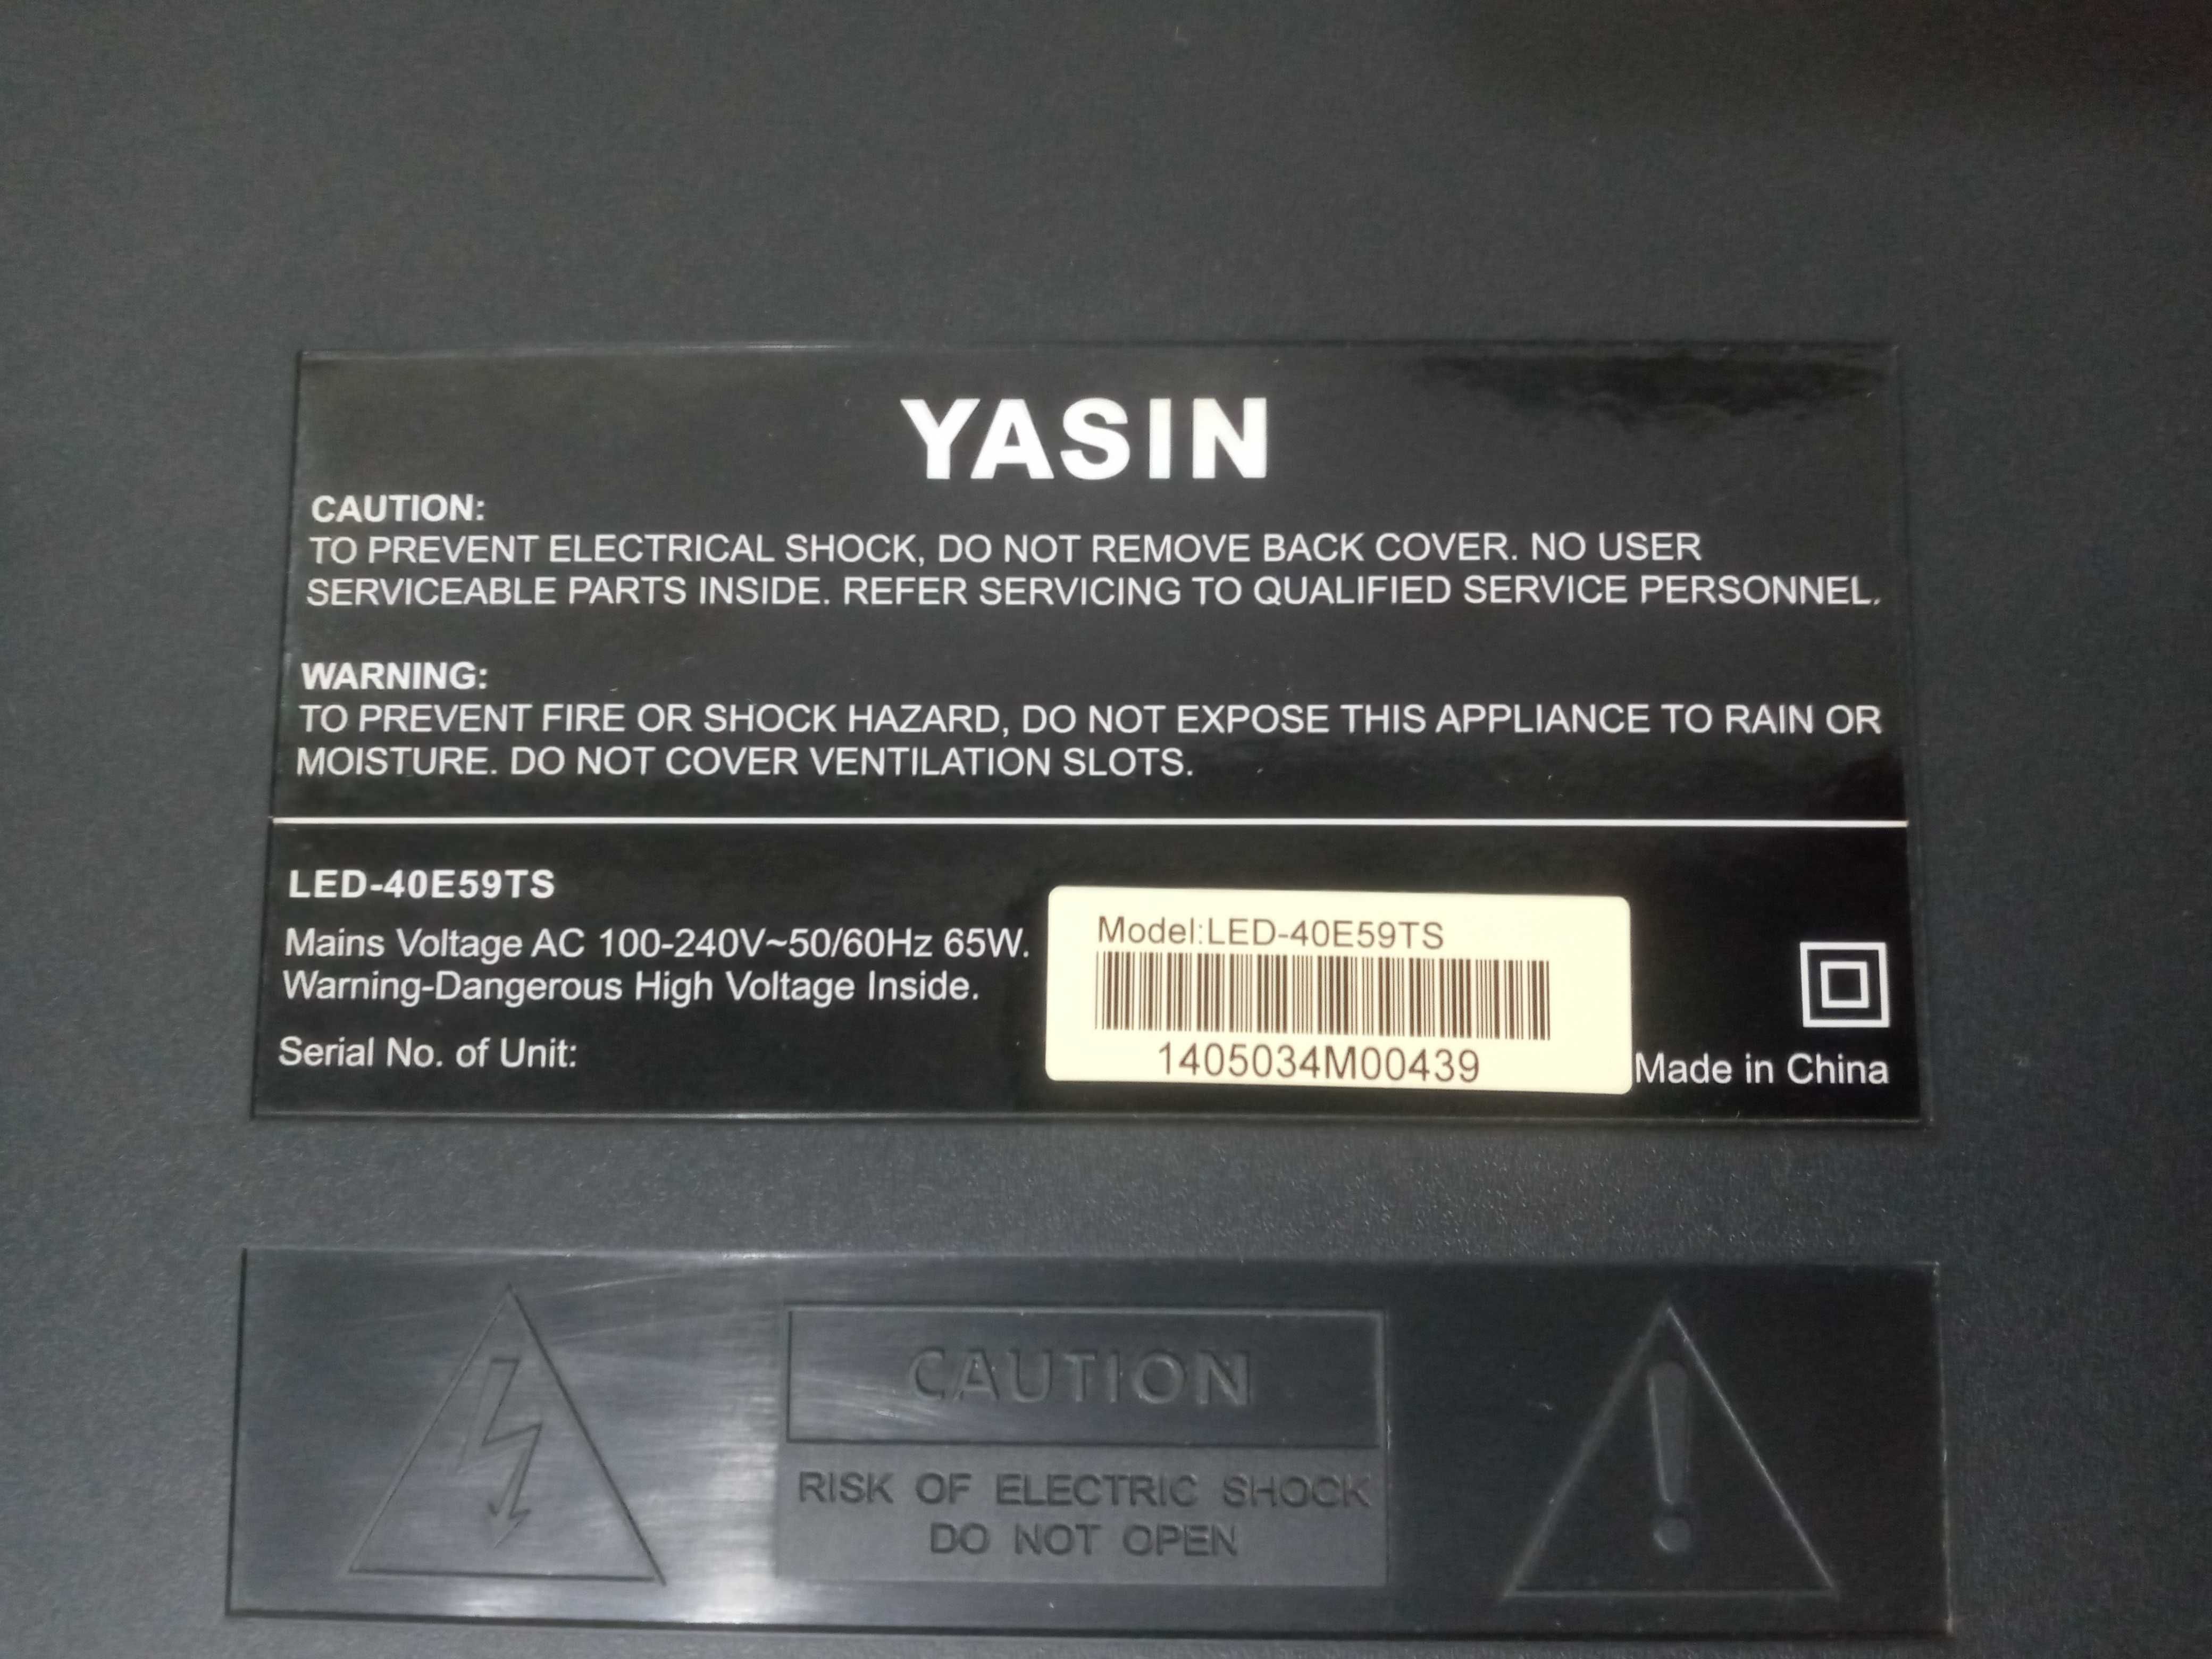 YASIN
CAUTION:
TO PREVENT ELECTRICAL SHOCK, DO NOT REMOVE BACK COVER. NO USER
SERVICEABLE PARTS INSIDE. REFER SERVICING TO QUALIFIED SERVICE PERSONNEL.
WARNING:
TO PREVENT FIRE OR SHOCK HAZARD, DO NOT EXPOSE THIS APPLIANCE TO RAIN OR
MOISTURE. DO NOT COVER VENTILATION SLOTS.
LED-40E59TS
Mains Voltage AC 100-240V~50/60Hz 65W.
Warning-Dangerous High Voltage Inside.
Serial No. of Unit:
Model:LED-40E59TS
1405034M00439
Made in China
CAUTION
RISK OF ELECTRIC SHOCK
DO NOT OPEN